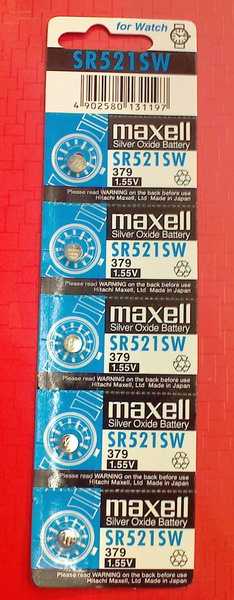 for Watch
SR521SW
4 902580 131197
maxell
Silver Oxide Battery
SR521SW
379
1.55V
Please read WARNING on the back before use
Hitachi Maxell, Ltd Made in Japan
maxell
Silver Oxide Battery
SR521SW
379
1.55V
Please read WARNING on the back before use
Hitachi Maxell, Ltd Made in Japan
maxell
Silver Oxide Battery
SR521SW
379
1.55V
Please read WARNING on the back before use
Hitachi Maxell, Ltd Made in Japan
maxell
Silver Oxide Battery
SR521SW
379
1.55V
Please read WARNING on the back before use
Hitachi Maxell, Ltd Made in Japan
maxell
Silver Oxide Battery
SR521SW
379
1.55V
Please read WARNING on the back before use
Hitachi Maxell, Ltd Made in Japan